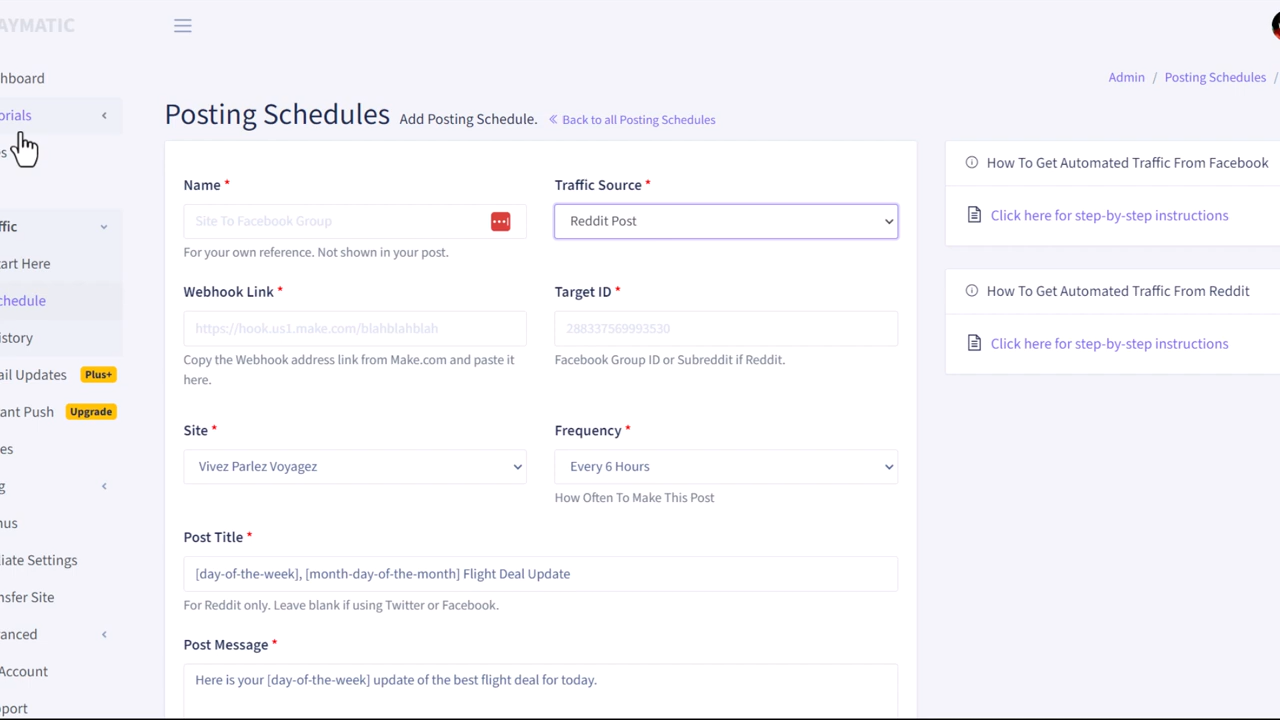 AYMATIC
hboard
Admin / Posting Schedules /
orials
Posting Schedules Add Posting Schedule. « Back to all Posting Schedules
es
How To Get Automated Traffic From Facebook
Click here for step-by-step instructions
How To Get Automated Traffic From Reddit
Click here for step-by-step instructions
ffic
tart Here
chedule
istory
ail Updates Plus+
ant Push Upgrade
es
g
nus
liate Settings
nsfer Site
anced
Account
port
Name * Traffic Source *
Site To Facebook Group Reddit Post
For your own reference. Not shown in your post.
Webhook Link * Target ID *
https://hook.us1.make.com/blahblahblah 288337569993530
Copy the Webhook address link from Make.com and paste it Facebook Group ID or Subreddit if Reddit.
here.
Site * Frequency *
Vivez Parlez Voyagez Every 6 Hours
How Often To Make This Post
Post Title *
[day-of-the-week], [month-day-of-the-month] Flight Deal Update
For Reddit only. Leave blank if using Twitter or Facebook.
Post Message *
Here is your [day-of-the-week] update of the best flight deal for today.